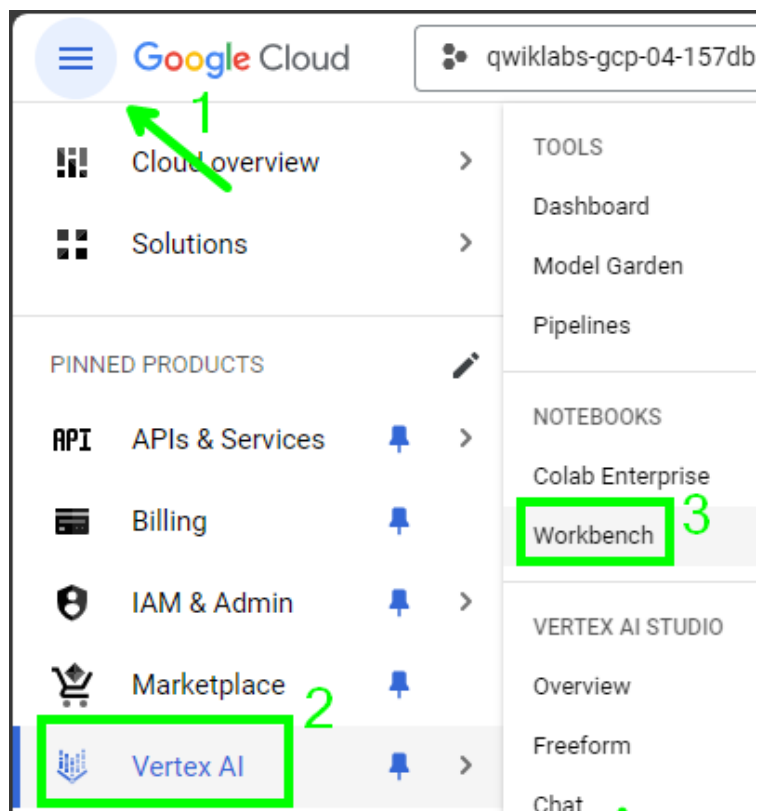 Google Cloud
qwiklabs-gcp-04-157db
1
Cloud overview
Solutions
PINNED PRODUCTS
API APIs & Services
Billing
IAM & Admin
Marketplace
2
Vertex AI
TOOLS
Dashboard
Model Garden
Pipelines
NOTEBOOKS
Colab Enterprise
Workbench
3
VERTEX AI STUDIO
Overview
Freeform
Chat